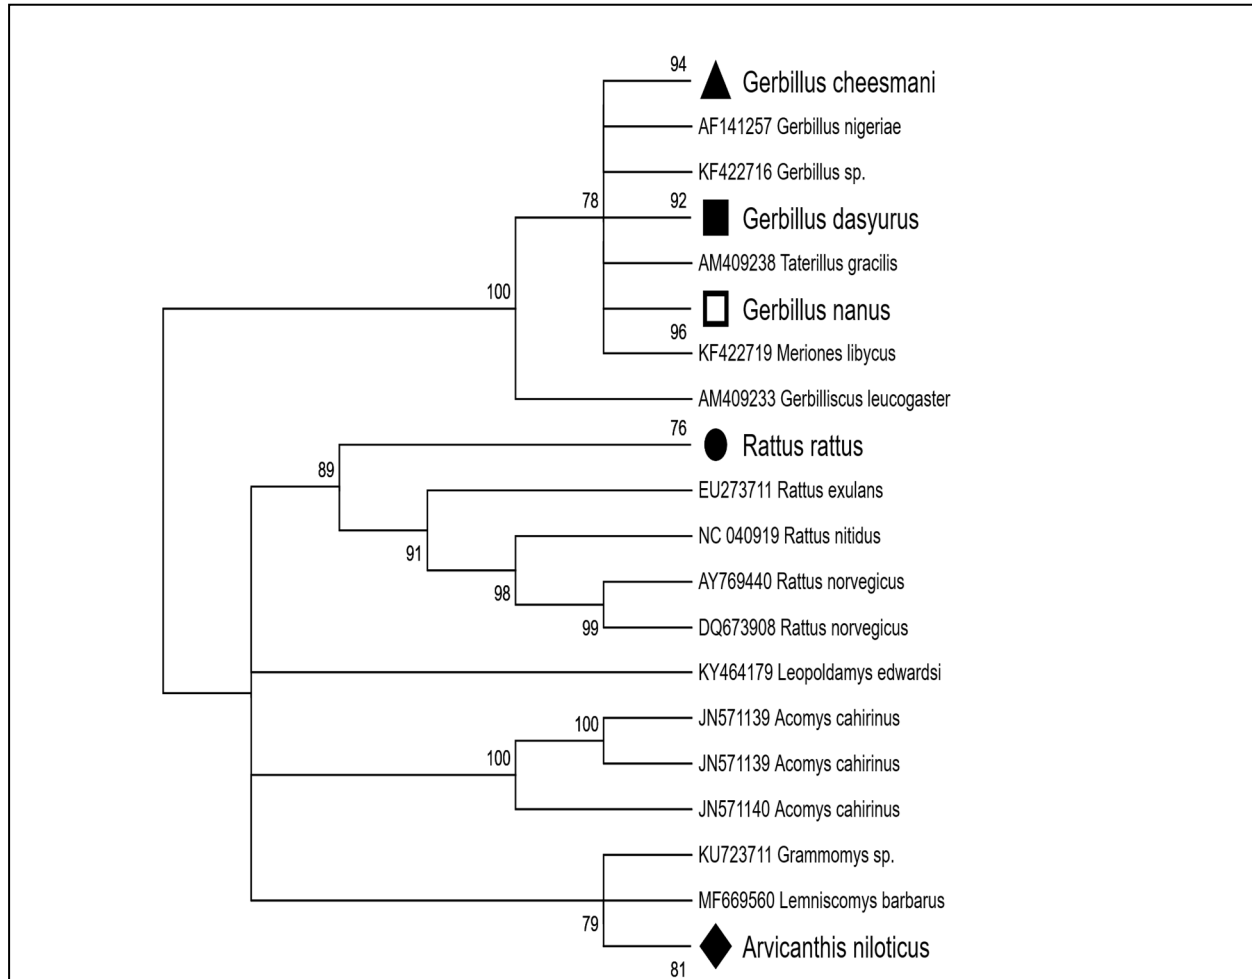 94
Gerbillus cheesmani
AF141257 Gerbillus nigeriae
KF422716 Gerbillus sp.
78
92
Gerbillus dasyurus
AM409238 Taterillus gracilis
100
Gerbillus nanus
96
KF422719 Meriones libycus
AM409233 Gerbilliscus leucogaster
76
Rattus rattus
89
EU273711 Rattus exulans
NC 040919 Rattus nitidus
91
AY769440 Rattus norvegicus
98
DQ673908 Rattus norvegicus
99
KY464179 Leopoldamys edwardsi
JN571139 Acomys cahirinus
100
JN571139 Acomys cahirinus
100
JN571140 Acomys cahirinus
KU723711 Grammomys sp.
MF669560 Lemniscomys barbarus
79
Arvicanthis niloticus
81